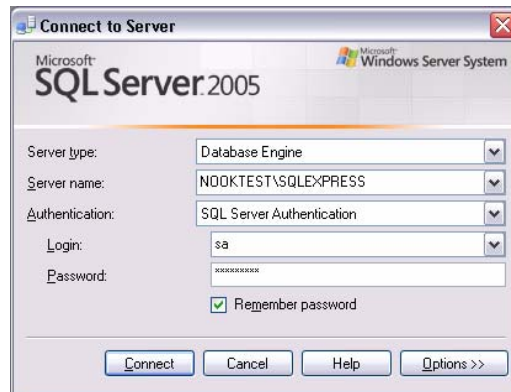 Connect to Server
Microsoft
SQL Server 2005
Microsoft
Windows Server System
Server type: Database Engine
Server name: NOOKTEST\SQLEXPRESS
Authentication: SQL Server Authentication
Login: sa
Password: xxxxxxxxx
Remember password
Connect Cancel Help Options >>